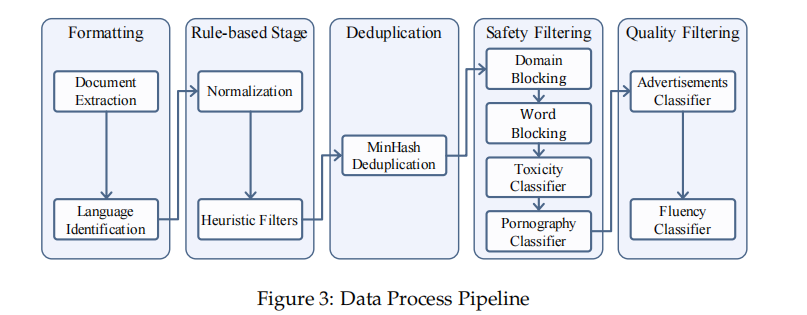 Formatting
Document
Extraction
Language
Identification
Rule-based Stage
Normalization
Heuristic Filters
Deduplication
MinHash
Deduplication
Safety Filtering
Domain
Blocking
Word
Blocking
Toxicity
Classifier
Pornography
Classifier
Quality Filtering
Advertisements
Classifier
Fluency
Classifier
Figure 3: Data Process Pipeline